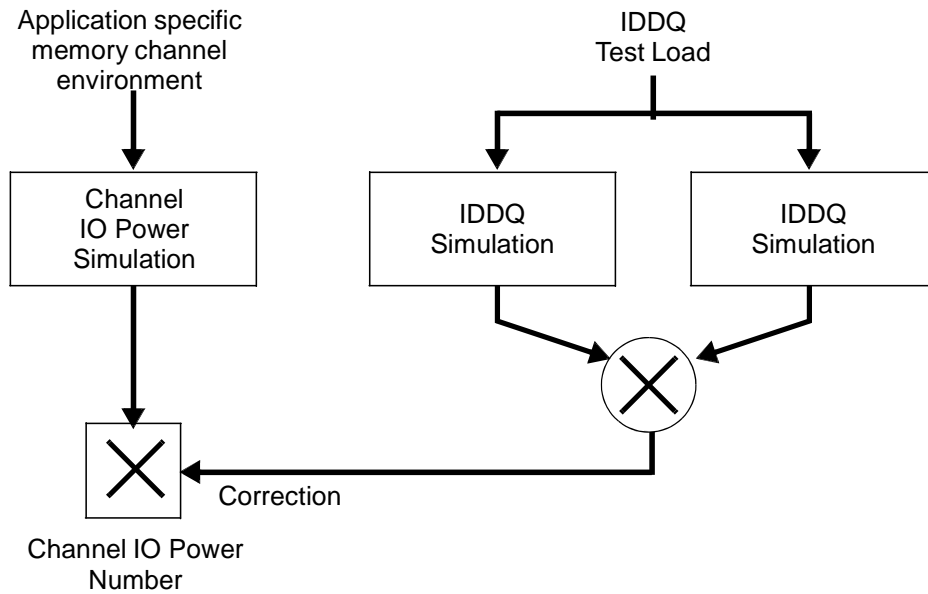 Application specific
memory channel
environment
IDDQ
Test Load
Channel
IO Power
Simulation
IDDQ
Simulation
IDDQ
Simulation
Correction
Channel IO Power
Number